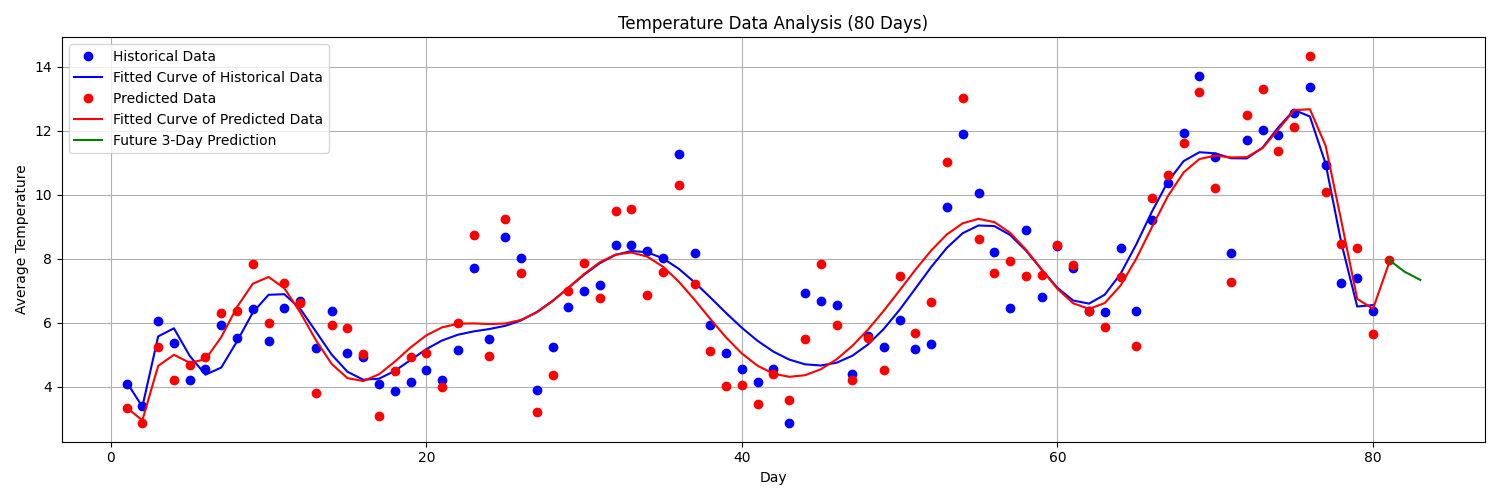 Temperature Data Analysis (80 Days)
Historical Data
Fitted Curve of Historical Data
Predicted Data
Fitted Curve of Predicted Data
Future 3-Day Prediction
Average Temperature
14
12
10
8
6
4
0 20 40 60 80
Day